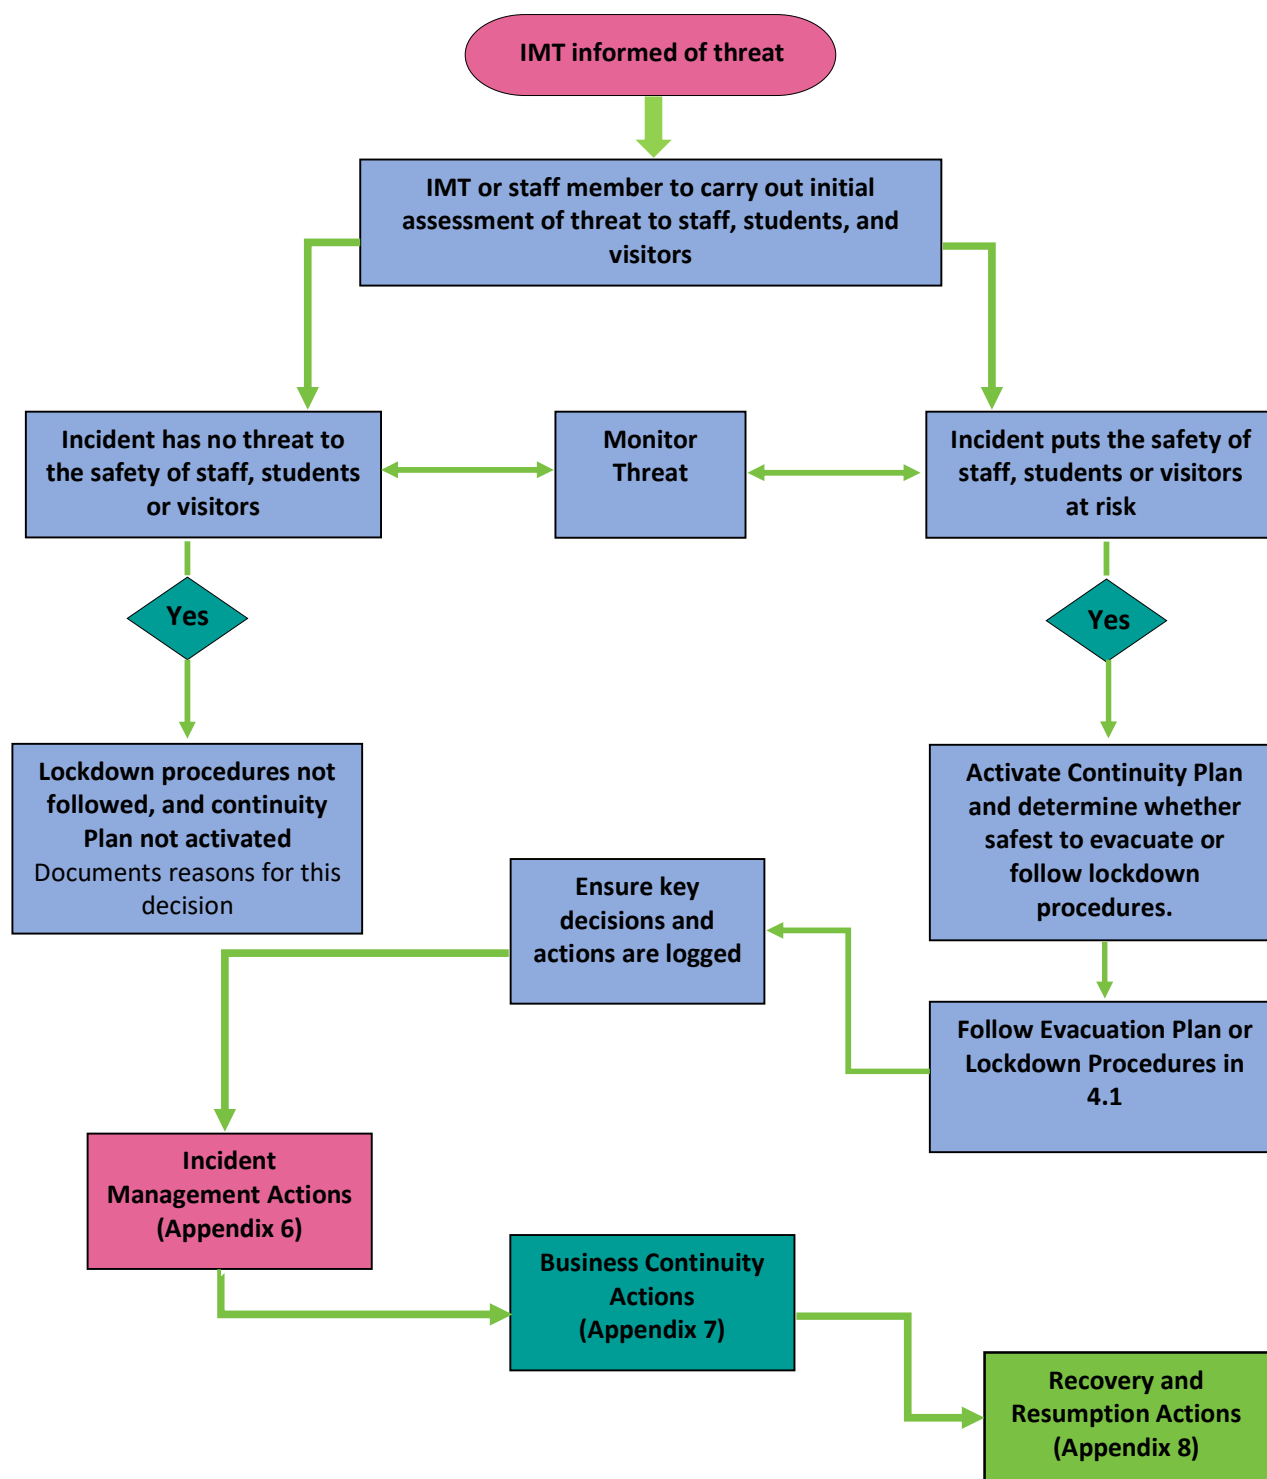 IMT informed of threat
IMT or staff member to carry out initial
assessment of threat to staff, students, and
visitors
Incident has no threat to
the safety of staff, students
or visitors
Monitor
Threat
Incident puts the safety of
staff, students or visitors
at risk
Yes
Yes
Lockdown procedures not
followed, and continuity
Plan not activated
Documents reasons for this
decision
Activate Continuity Plan
and determine whether
safest to evacuate or
follow lockdown
procedures.
Ensure key
decisions and
actions are logged
Follow Evacuation Plan or
Lockdown Procedures in
4.1
Incident
Management Actions
(Appendix 6)
Business Continuity
Actions
(Appendix 7)
Recovery and
Resumption Actions
(Appendix 8)